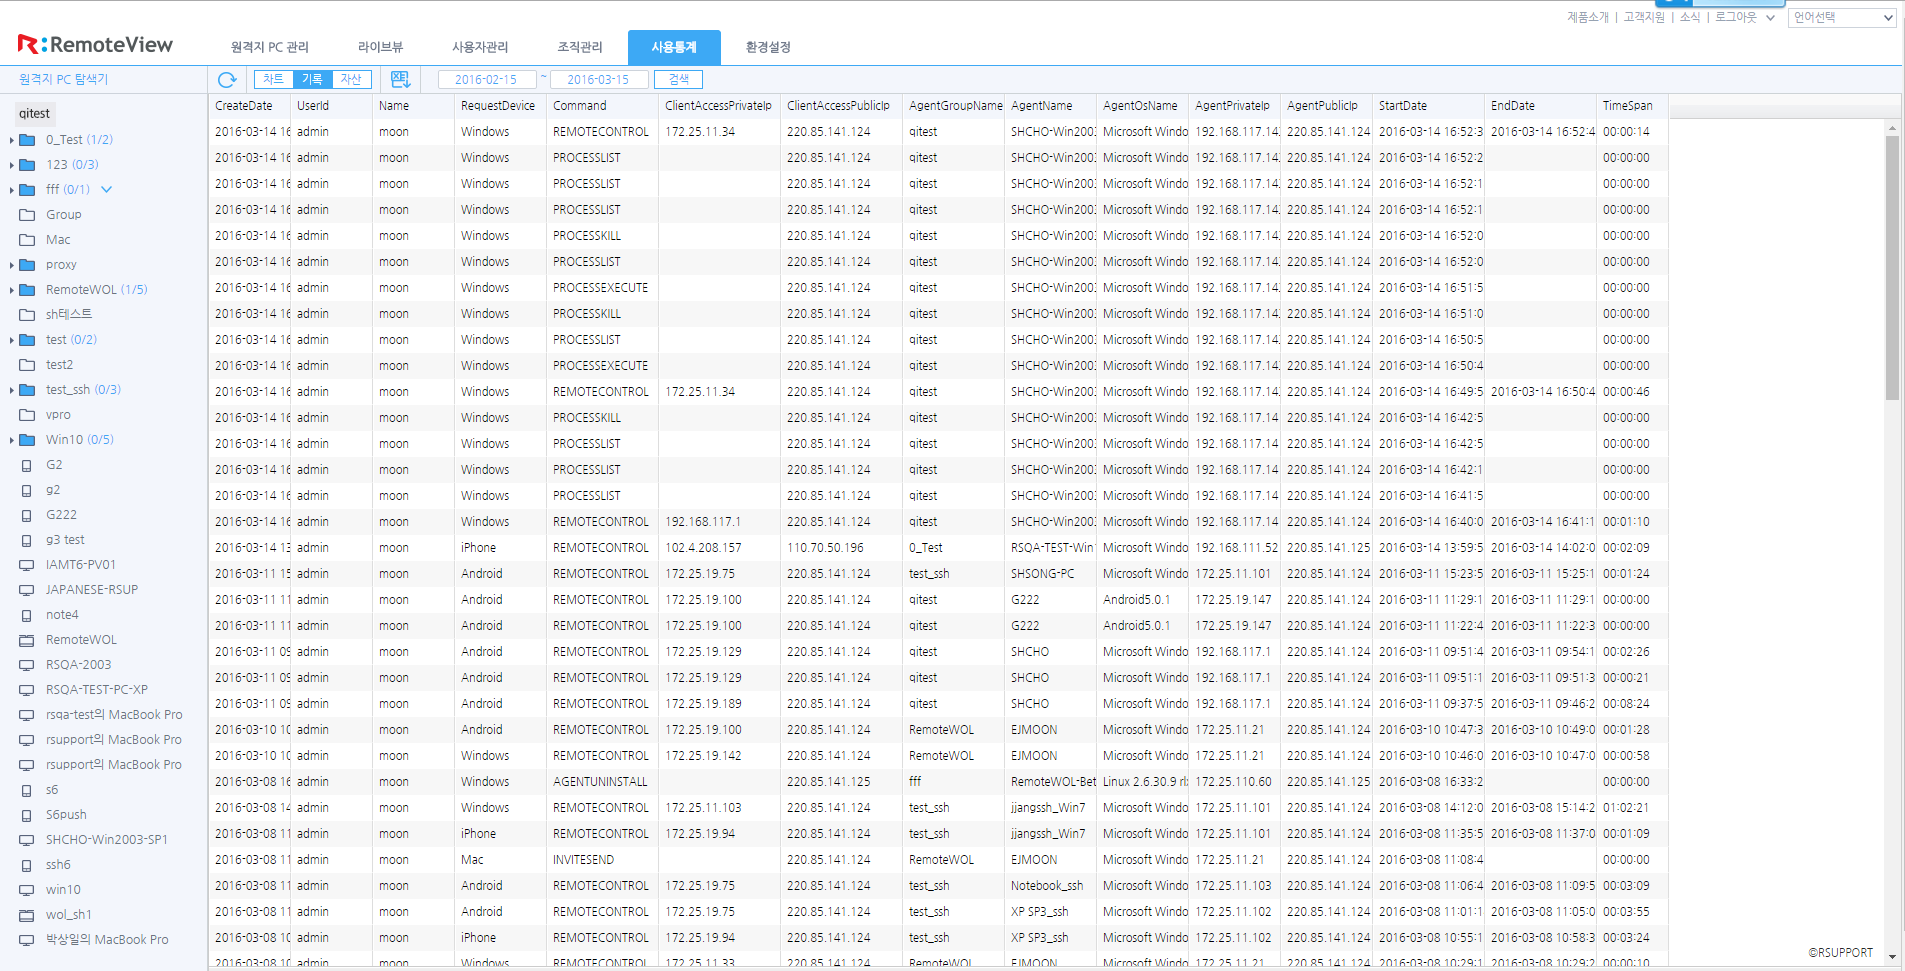 제품소개 | 고객지원 | 소식 | 로그아웃 언어선택
RemoteView 원격지 PC 관리 라이브뷰 사용자관리 조직관리 사용통계 환경설정
원격지 PC 탐색기 차트 기록 자산 2016-02-15 ~ 2016-03-15 검색
qitest
0_Test (1/2)
123 (0/3)
fff (0/1)
Group
Mac
proxy
RemoteWOL (1/5)
sh테스트
test (0/2)
test2
test_ssh (0/3)
vpro
Win10 (0/5)
G2
g2
G222
g3 test
IAMT6-PV01
JAPANESE-RSUP
note4
RemoteWOL
RSQA-2003
RSQA-TEST-PC-XP
rsqa-test의 MacBook Pro
rsupport의 MacBook Pro
rsupport의 MacBook Pro
s6
S6push
SHCHO-Win2003-SP1
ssh6
win10
wol_sh1
박상일의 MacBook Pro
CreateDate UserId Name RequestDevice Command ClientAccessPrivateIp ClientAccessPublicIp AgentGroupName AgentName AgentOsName AgentPrivateIp AgentPublicIp StartDate EndDate TimeSpan
2016-03-14 16 admin moon Windows REMOTECONTROL 172.25.11.34 220.85.141.124 qitest SHCHO-Win2003 Microsoft Windo 192.168.117.14 220.85.141.124 2016-03-14 16:52:3 2016-03-14 16:52:4 00:00:14
2016-03-14 16 admin moon Windows PROCESSLIST 220.85.141.124 qitest SHCHO-Win2003 Microsoft Windo 192.168.117.14 220.85.141.124 2016-03-14 16:52:2 00:00:00
2016-03-14 16 admin moon Windows PROCESSLIST 220.85.141.124 qitest SHCHO-Win2003 Microsoft Windo 192.168.117.14 220.85.141.124 2016-03-14 16:52:1 00:00:00
2016-03-14 16 admin moon Windows PROCESSLIST 220.85.141.124 qitest SHCHO-Win2003 Microsoft Windo 192.168.117.14 220.85.141.124 2016-03-14 16:52:1 00:00:00
2016-03-14 16 admin moon Windows PROCESSKILL 220.85.141.124 qitest SHCHO-Win2003 Microsoft Windo 192.168.117.14 220.85.141.124 2016-03-14 16:52:0 00:00:00
2016-03-14 16 admin moon Windows PROCESSLIST 220.85.141.124 qitest SHCHO-Win2003 Microsoft Windo 192.168.117.14 220.85.141.124 2016-03-14 16:52:0 00:00:00
2016-03-14 16 admin moon Windows PROCESSEXECUTE 220.85.141.124 qitest SHCHO-Win2003 Microsoft Windo 192.168.117.14 220.85.141.124 2016-03-14 16:51:5 00:00:00
2016-03-14 16 admin moon Windows PROCESSKILL 220.85.141.124 qitest SHCHO-Win2003 Microsoft Windo 192.168.117.14 220.85.141.124 2016-03-14 16:51:0 00:00:00
2016-03-14 16 admin moon Windows PROCESSLIST 220.85.141.124 qitest SHCHO-Win2003 Microsoft Windo 192.168.117.14 220.85.141.124 2016-03-14 16:50:5 00:00:00
2016-03-14 16 admin moon Windows PROCESSEXECUTE 220.85.141.124 qitest SHCHO-Win2003 Microsoft Windo 192.168.117.14 220.85.141.124 2016-03-14 16:50:4 00:00:00
2016-03-14 16 admin moon Windows REMOTECONTROL 172.25.11.34 220.85.141.124 qitest SHCHO-Win2003 Microsoft Windo 192.168.117.14 220.85.141.124 2016-03-14 16:49:5 2016-03-14 16:50:4 00:00:46
2016-03-14 16 admin moon Windows PROCESSKILL 220.85.141.124 qitest SHCHO-Win2003 Microsoft Windo 192.168.117.14 220.85.141.124 2016-03-14 16:42:5 00:00:00
2016-03-14 16 admin moon Windows PROCESSLIST 220.85.141.124 qitest SHCHO-Win2003 Microsoft Windo 192.168.117.14 220.85.141.124 2016-03-14 16:42:5 00:00:00
2016-03-14 16 admin moon Windows PROCESSLIST 220.85.141.124 qitest SHCHO-Win2003 Microsoft Windo 192.168.117.14 220.85.141.124 2016-03-14 16:42:1 00:00:00
2016-03-14 16 admin moon Windows PROCESSLIST 220.85.141.124 qitest SHCHO-Win2003 Microsoft Windo 192.168.117.14 220.85.141.124 2016-03-14 16:41:5 00:00:00
2016-03-14 16 admin moon Windows REMOTECONTROL 192.168.117.1 220.85.141.124 qitest SHCHO-Win2003 Microsoft Windo 192.168.117.14 220.85.141.124 2016-03-14 16:40:0 2016-03-14 16:41:1 00:01:10
2016-03-14 13 admin moon iPhone REMOTECONTROL 102.4.208.157 110.70.50.196 0_Test RSQA-TEST-Win Microsoft Windo 192.168.111.52 220.85.141.125 2016-03-14 13:59:5 2016-03-14 14:02:0 00:02:09
2016-03-11 15 admin moon Android REMOTECONTROL 172.25.19.75 220.85.141.124 test_ssh SHSONG-PC Microsoft Windo 172.25.11.101 220.85.141.124 2016-03-11 15:23:5 2016-03-11 15:25:1 00:01:24
2016-03-11 11 admin moon Android REMOTECONTROL 172.25.19.100 220.85.141.124 qitest G222 Android5.0.1 172.25.19.147 220.85.141.124 2016-03-11 11:29:1 2016-03-11 11:29:1 00:00:00
2016-03-11 11 admin moon Android REMOTECONTROL 172.25.19.100 220.85.141.124 qitest G222 Android5.0.1 172.25.19.147 220.85.141.124 2016-03-11 11:22:4 2016-03-11 11:22:3 00:00:00
2016-03-11 09 admin moon Android REMOTECONTROL 172.25.19.129 220.85.141.124 qitest SHCHO Microsoft Windo 192.168.117.1 220.85.141.124 2016-03-11 09:51:4 2016-03-11 09:54:1 00:02:26
2016-03-11 09 admin moon Android REMOTECONTROL 172.25.19.129 220.85.141.124 qitest SHCHO Microsoft Windo 192.168.117.1 220.85.141.124 2016-03-11 09:51:1 2016-03-11 09:51:3 00:00:21
2016-03-11 09 admin moon Android REMOTECONTROL 172.25.19.189 220.85.141.124 qitest SHCHO Microsoft Windo 192.168.117.1 220.85.141.124 2016-03-11 09:37:5 2016-03-11 09:46:2 00:08:24
2016-03-10 10 admin moon Android REMOTECONTROL 172.25.19.100 220.85.141.124 RemoteWOL EJMOON Microsoft Windo 172.25.11.21 220.85.141.124 2016-03-10 10:47:3 2016-03-10 10:49:0 00:01:28
2016-03-10 10 admin moon Windows REMOTECONTROL 172.25.19.142 220.85.141.124 RemoteWOL EJMOON Microsoft Windo 172.25.11.21 220.85.141.124 2016-03-10 10:46:0 2016-03-10 10:47:0 00:00:58
2016-03-08 16 admin moon Windows AGENTUNINSTALL 220.85.141.125 fff RemoteWOL-Bet Linux 2.6.30.9 rl 172.25.110.60 220.85.141.125 2016-03-08 16:33:2 00:00:00
2016-03-08 14 admin moon Windows REMOTECONTROL 172.25.11.103 220.85.141.124 test_ssh jjangssh_Win7 Microsoft Windo 172.25.11.101 220.85.141.124 2016-03-08 14:12:0 2016-03-08 15:14:2 01:02:21
2016-03-08 11 admin moon iPhone REMOTECONTROL 172.25.19.94 220.85.141.124 test_ssh jjangssh_Win7 Microsoft Windo 172.25.11.101 220.85.141.124 2016-03-08 11:35:5 2016-03-08 11:37:0 00:01:09
2016-03-08 11 admin moon Mac INVITESEND 220.85.141.124 RemoteWOL EJMOON Microsoft Windo 172.25.11.21 220.85.141.124 2016-03-08 11:08:4 00:00:00
2016-03-08 11 admin moon Android REMOTECONTROL 172.25.19.75 220.85.141.124 test_ssh Notebook_ssh Microsoft Windo 172.25.11.103 220.85.141.124 2016-03-08 11:06:4 2016-03-08 11:09:5 00:03:09
2016-03-08 11 admin moon Android REMOTECONTROL 172.25.19.75 220.85.141.124 test_ssh XP SP3_ssh Microsoft Windo 172.25.11.102 220.85.141.124 2016-03-08 11:01:1 2016-03-08 11:05:0 00:03:55
2016-03-08 10 admin moon iPhone REMOTECONTROL 172.25.19.94 220.85.141.124 test_ssh XP SP3_ssh Microsoft Windo 172.25.11.102 220.85.141.124 2016-03-08 10:55:1 2016-03-08 10:58:3 00:03:24
2016-03-08 10 admin moon Windows REMOTECONTROL 172.25.11.33 220.85.141.124 RemoteWOL EJMOON Microsoft Windo 172.25.11.21 220.85.141.124 2016-03-08 10:29:2 2016-03-08 10:29:2 00:00:10
©RSUPPORT